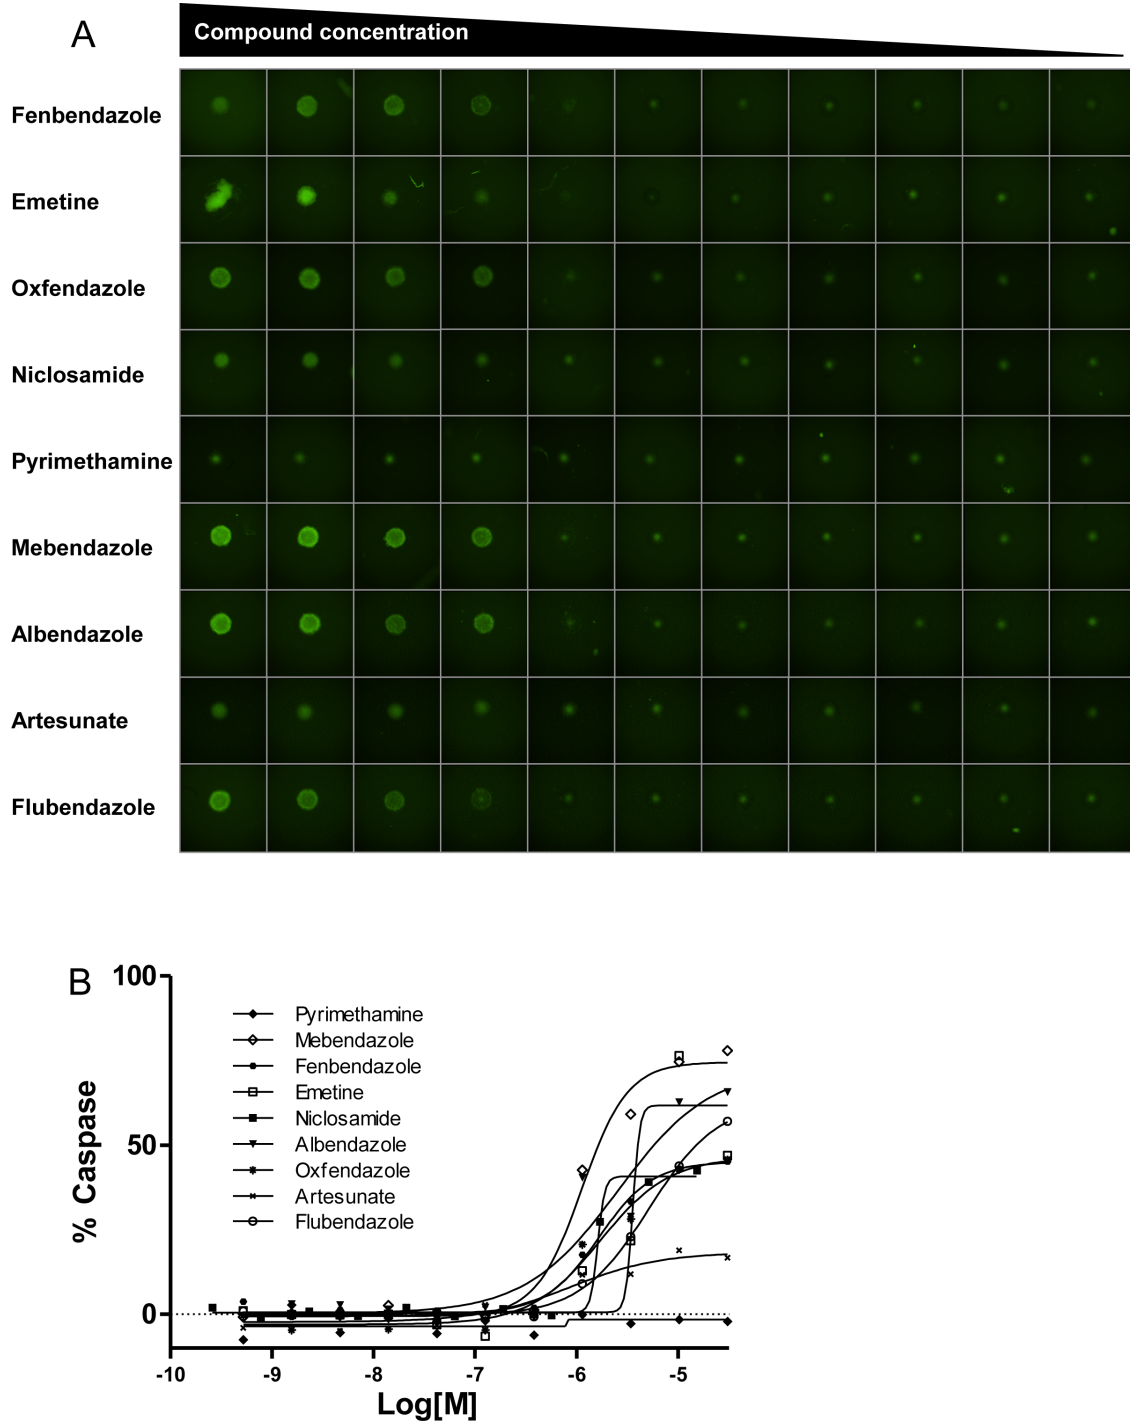 A
Compound concentration
Fenbendazole
Emetine
Oxfendazole
Niclosamide
Pyrimethamine
Mebendazole
Albendazole
Artesunate
Flubendazole
B
100
50
0
% Caspase
Pyrimethamine
Mebendazole
Fenbendazole
Emetine
Niclosamide
Albendazole
Oxfendazole
Artesunate
Flubendazole
-10 -9 -8 -7 -6 -5
Log[M]